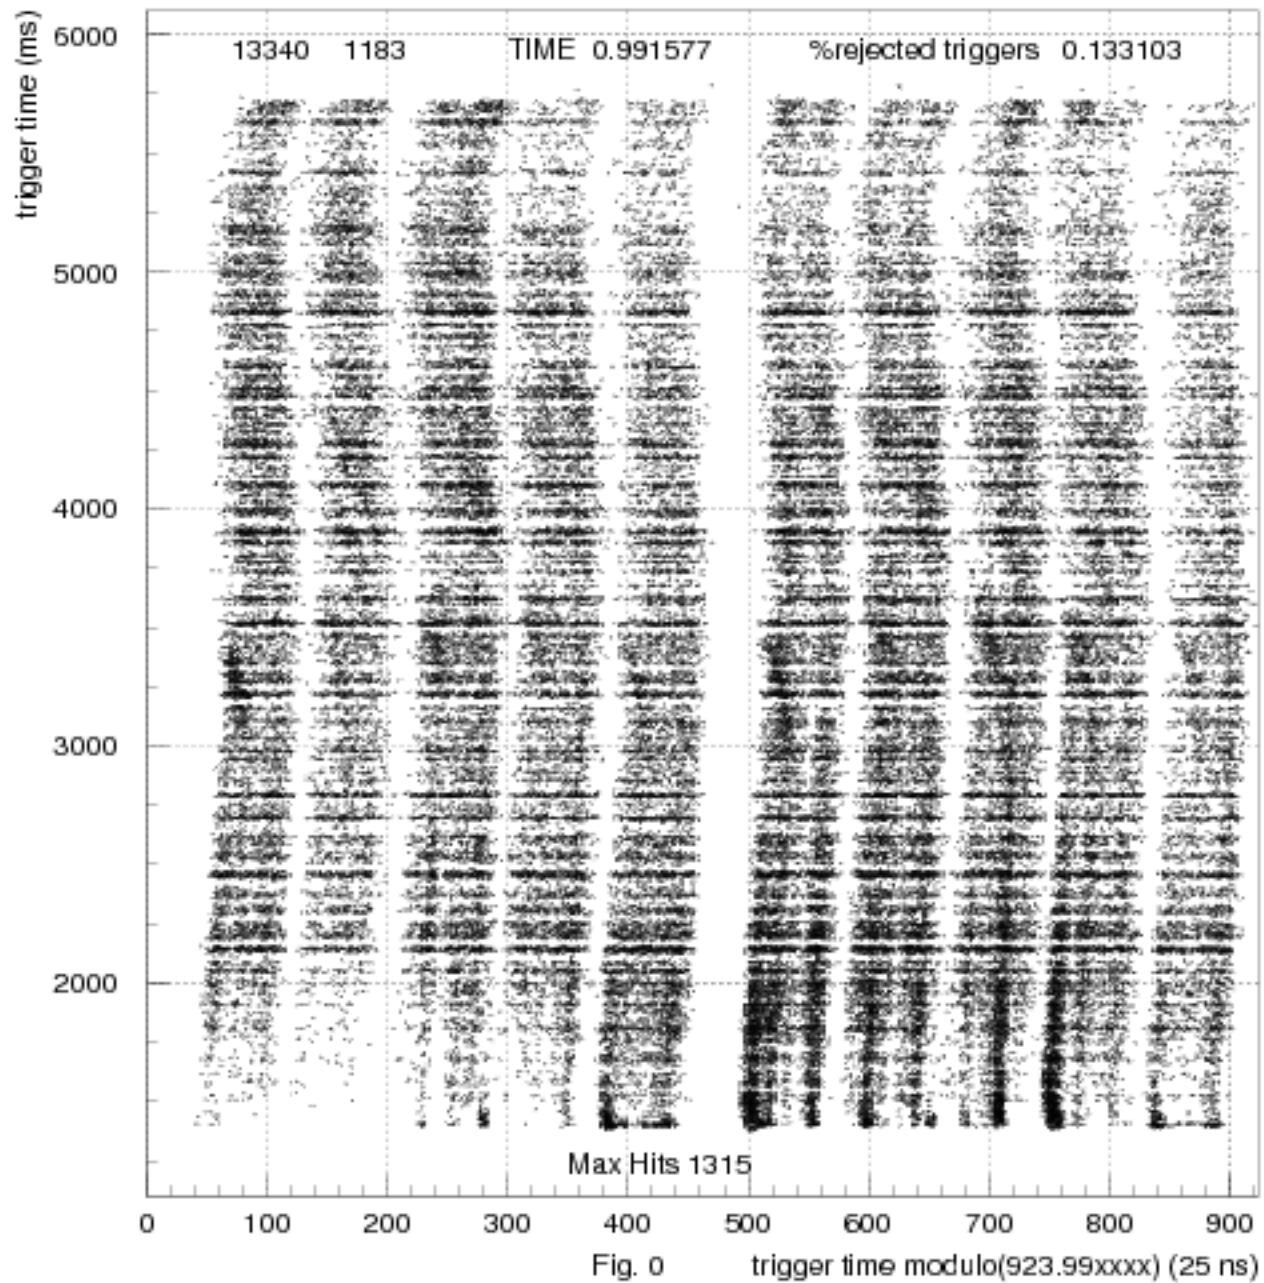 trigger time (ms)
6000
13340 1183 TIME 0.991577 %rejected triggers 0.133103
5000
4000
3000
2000
Max Hits 1315
0 100 200 300 400 500 600 700 800 900
Fig. 0 trigger time modulo(923.99xxxx) (25 ns)